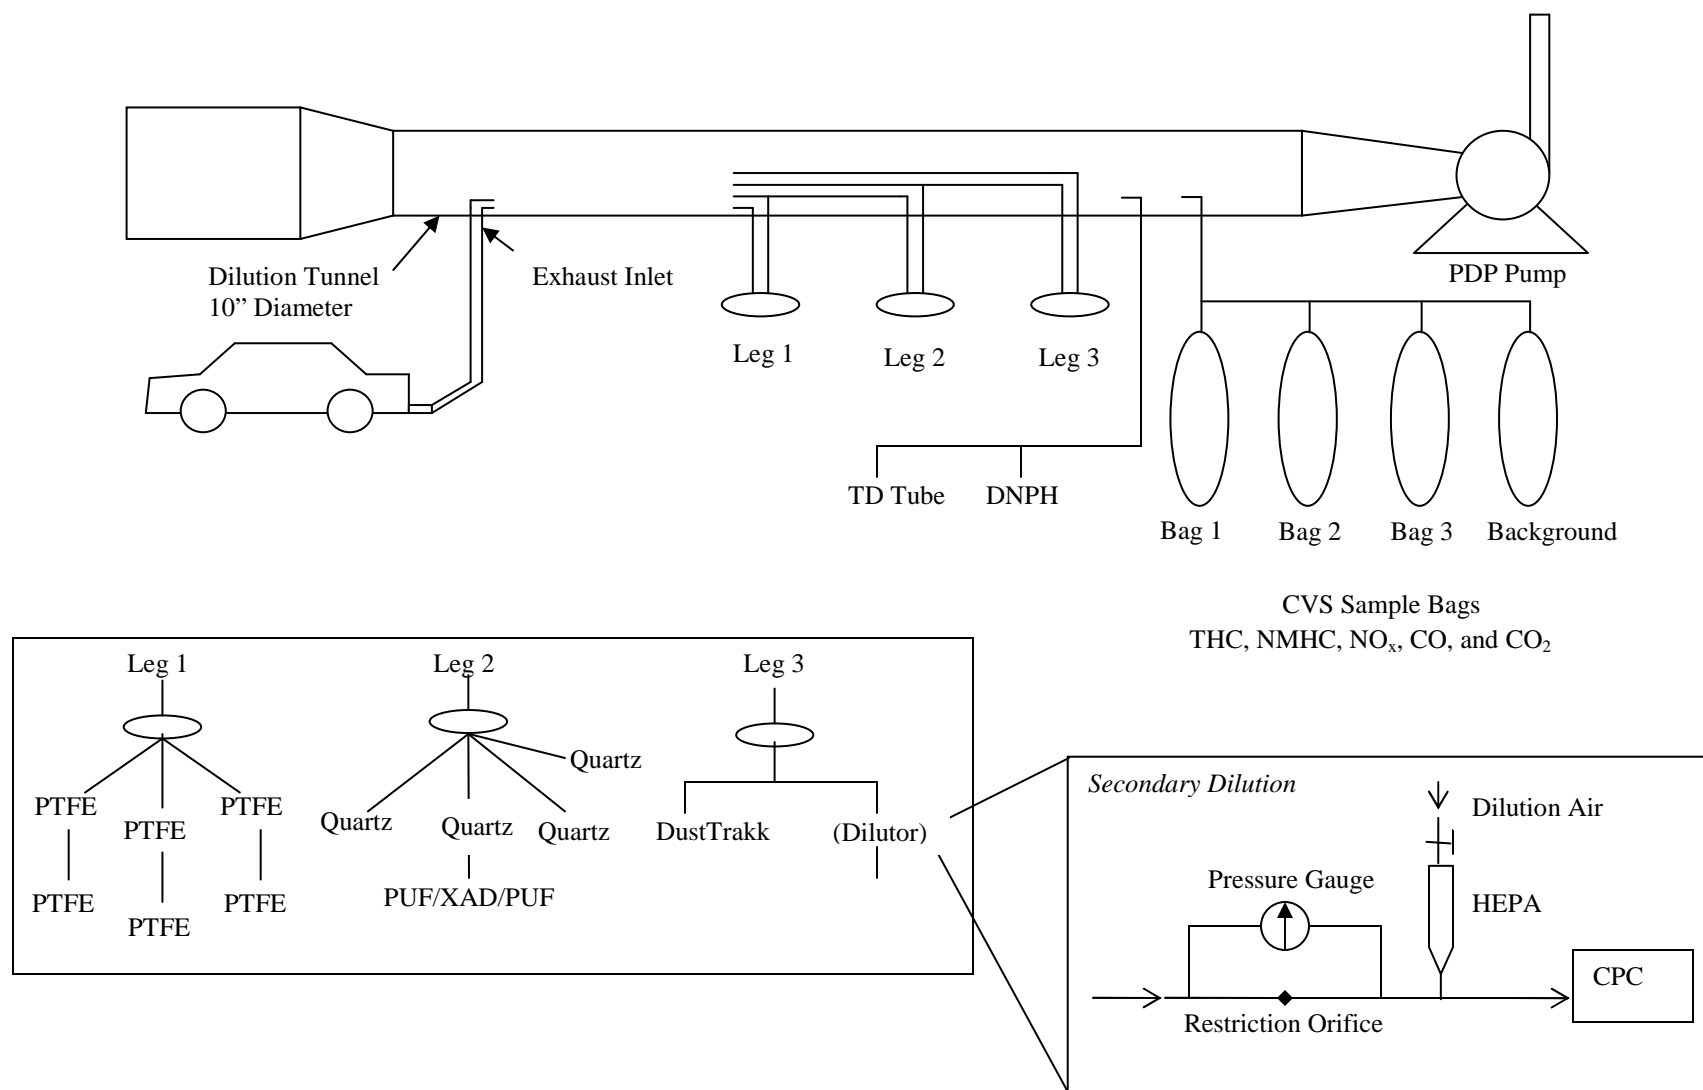 Dilution Tunnel
10” Diameter
Exhaust Inlet
PDP Pump
Leg 1
Leg 2
Leg 3
TD Tube
DNPH
Bag 1
Bag 2
Bag 3
Background
CVS Sample Bags
THC, NMHC, NOx, CO, and CO2
Leg 1
Leg 2
Leg 3
PTFE
PTFE
PTFE
PTFE
PTFE
PTFE
Quartz
Quartz
Quartz
Quartz
PUF/XAD/PUF
DustTrakk
(Dilutor)
Secondary Dilution
Dilution Air
Pressure Gauge
HEPA
CPC
Restriction Orifice